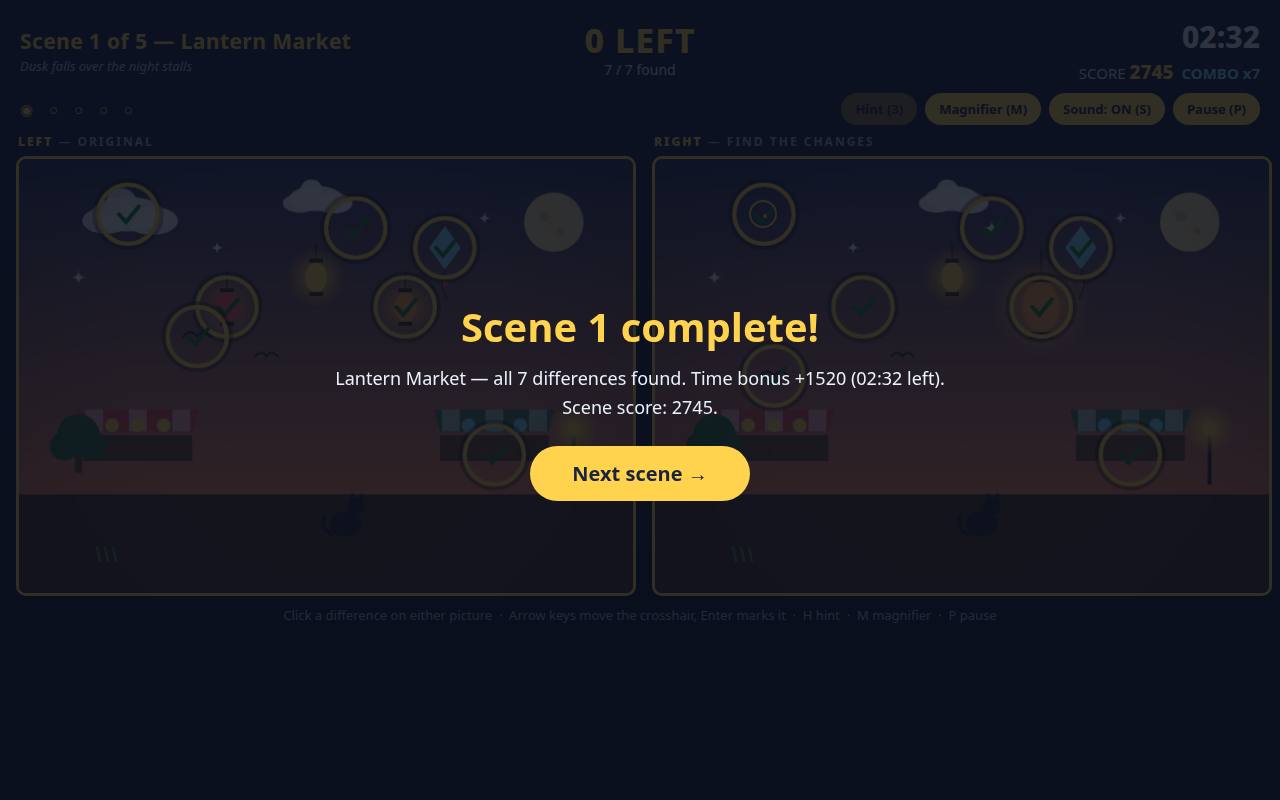 Scene 1 of 5 — Lantern Market
Dusk falls over the night stalls
0 LEFT
7 / 7 found
02:32
SCORE 2745 COMBO x7
Hint (3)
Magnifier (M)
Sound: ON (S)
Pause (P)
LEFT — ORIGINAL
RIGHT — FIND THE CHANGES
Scene 1 complete!
Lantern Market — all 7 differences found. Time bonus +1520 (02:32 left).
Scene score: 2745.
Next scene →
Click a difference on either picture · Arrow keys move the crosshair, Enter marks it · H hint · M magnifier · P pause